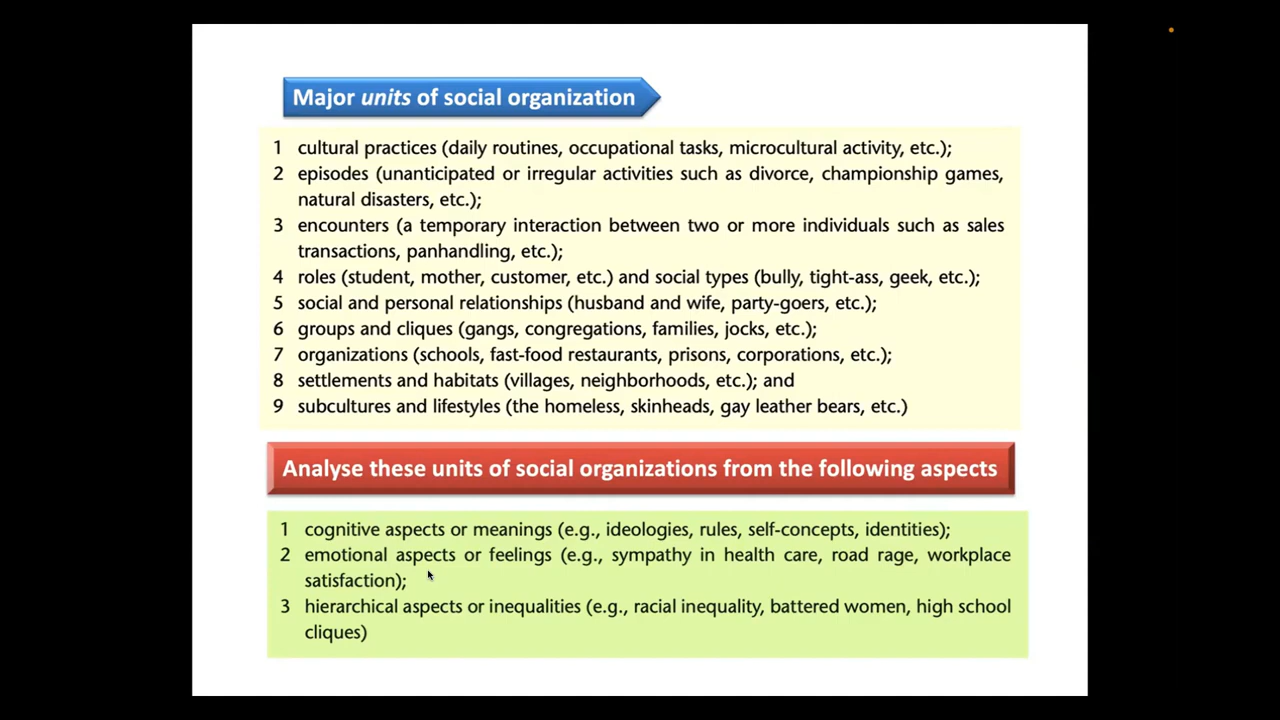 Major units of social organization
1 cultural practices (daily routines, occupational tasks, microcultural activity, etc.);
2 episodes (unanticipated or irregular activities such as divorce, championship games,
natural disasters, etc.);
3 encounters (a temporary interaction between two or more individuals such as sales
transactions, panhandling, etc.);
4 roles (student, mother, customer, etc.) and social types (bully, tight-ass, geek, etc.);
5 social and personal relationships (husband and wife, party-goers, etc.);
6 groups and cliques (gangs, congregations, families, jocks, etc.);
7 organizations (schools, fast-food restaurants, prisons, corporations, etc.);
8 settlements and habitats (villages, neighborhoods, etc.); and
9 subcultures and lifestyles (the homeless, skinheads, gay leather bears, etc.)
Analyse these units of social organizations from the following aspects
1 cognitive aspects or meanings (e.g., ideologies, rules, self-concepts, identities);
2 emotional aspects or feelings (e.g., sympathy in health care, road rage, workplace
satisfaction);
3 hierarchical aspects or inequalities (e.g., racial inequality, battered women, high school
cliques)